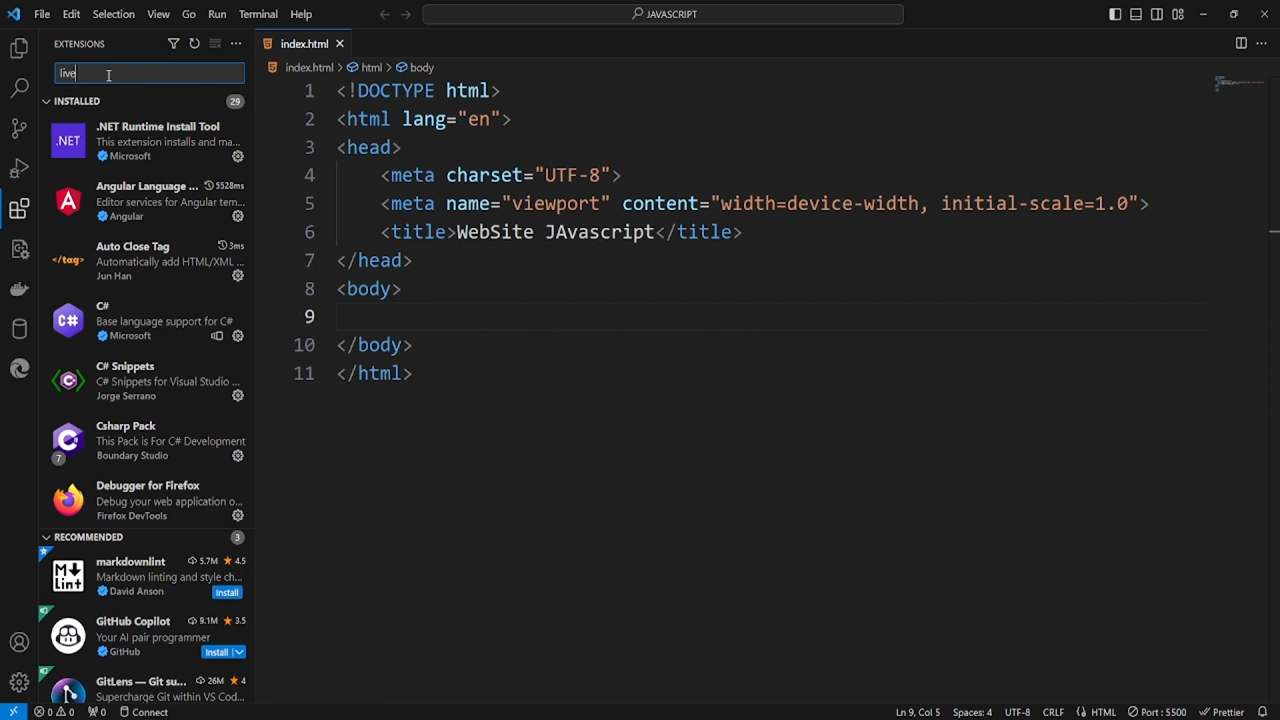 File Edit Selection View Go Run Terminal Help
JAVASCRIPT
EXTENSIONS
live
INSTALLED 29
.NET
.NET Runtime Install Tool
This extension installs and ma...
Microsoft
Angular Language ... 5528ms
Editor services for Angular tem...
Angular
</tag>
Auto Close Tag 3ms
Automatically add HTML/XML ...
Jun Han
C#
Base language support for C#
Microsoft
C# Snippets
C# Snippets for Visual Studio ...
Jorge Serrano
Csharp Pack
This Pack is For C# Development
Boundary Studio
7
Debugger for Firefox
Debug your web application o...
Firefox DevTools
RECOMMENDED 3
markdownlint 5.7M 4.5
Markdown linting and style ch...
David Anson Install
GitHub Copilot 9.1M 3.5
Your AI pair programmer
GitHub Install
GitLens — Git su... 26M 4
Supercharge Git within VS Cod...
index.html
index.html > html > body
1 <!DOCTYPE html>
2 <html lang="en">
3 <head>
4 <meta charset="UTF-8">
5 <meta name="viewport" content="width=device-width, initial-scale=1.0">
6 <title>WebSite JAvascript</title>
7 </head>
8 <body>
9
10 </body>
11 </html>
0 0 0 Connect Ln 9, Col 5 Spaces: 4 UTF-8 CRLF HTML Port : 5500 Prettier